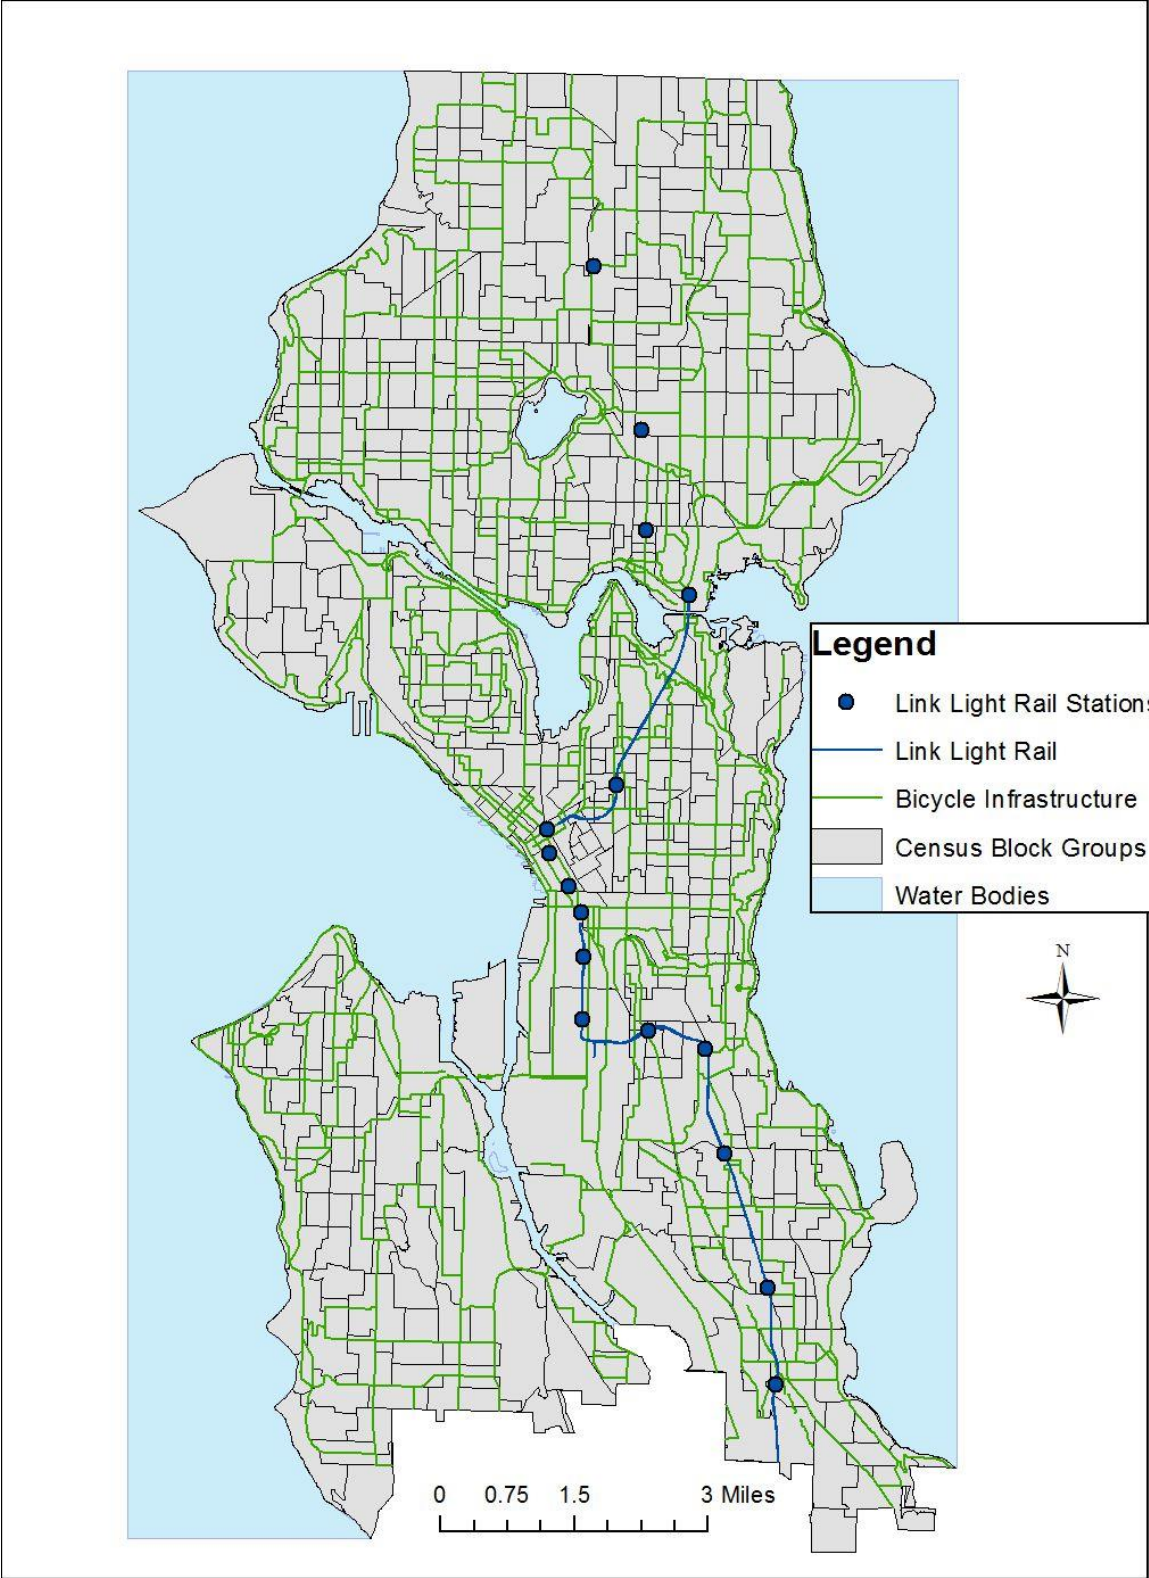 Legend
Link Light Rail Stations
Link Light Rail
Bicycle Infrastructure
Census Block Groups
Water Bodies
N
0 0.75 1.5 3 Miles